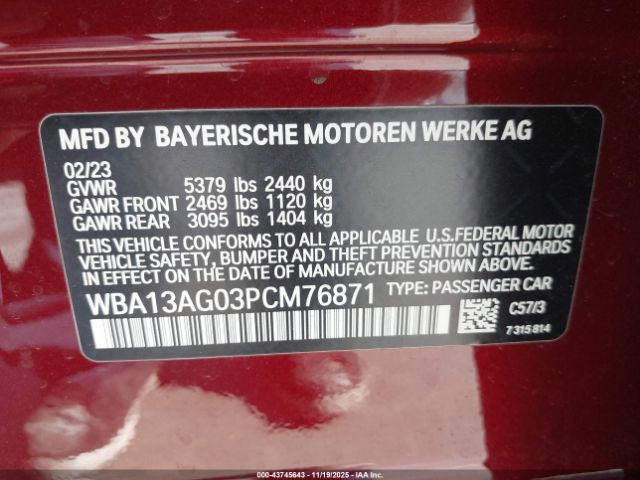 MFD BY BAYERISCHE MOTOREN WERKE AG
02/23
GVWR 5379 lbs 2440 kg
GAWR FRONT 2469 lbs 1120 kg
GAWR REAR 3095 lbs 1404 kg
THIS VEHICLE CONFORMS TO ALL APPLICABLE U.S.FEDERAL MOTOR
VEHICLE SAFETY, BUMPER AND THEFT PREVENTION STANDARDS
IN EFFECT ON THE DATE OF MANUFACTURE SHOWN ABOVE.
WBA13AG03PCM76871 TYPE: PASSENGER CAR
C57/3
7315814
000-43745643 - 11/19/2025 - IAA Inc.